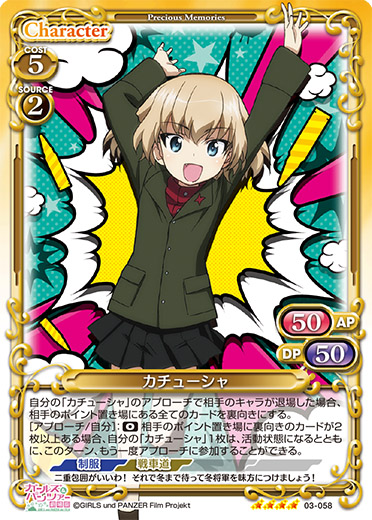 Precious Memories
Character
COST
5
SOURCE
2
50 AP
DP 50
カチューシャ
自分の「カチューシャ」のアプローチで相手のキャラが退場した場合、
相手のポイント置き場にある全てのカードを裏向きにする。
[アプローチ/自分]：0 相手のポイント置き場に裏向きのカードが2
枚以上ある場合、自分の「カチューシャ」1枚は、活動状態になるととも
に、このターン、もう一度アプローチに参加することができる。
制服 戦車道
二重包囲がいいわ！ それで冬まで待って冬将軍を味方につけましょう！
ガールズ&パンツァー 劇場版
©GIRLS und PANZER Film Projekt
03-058